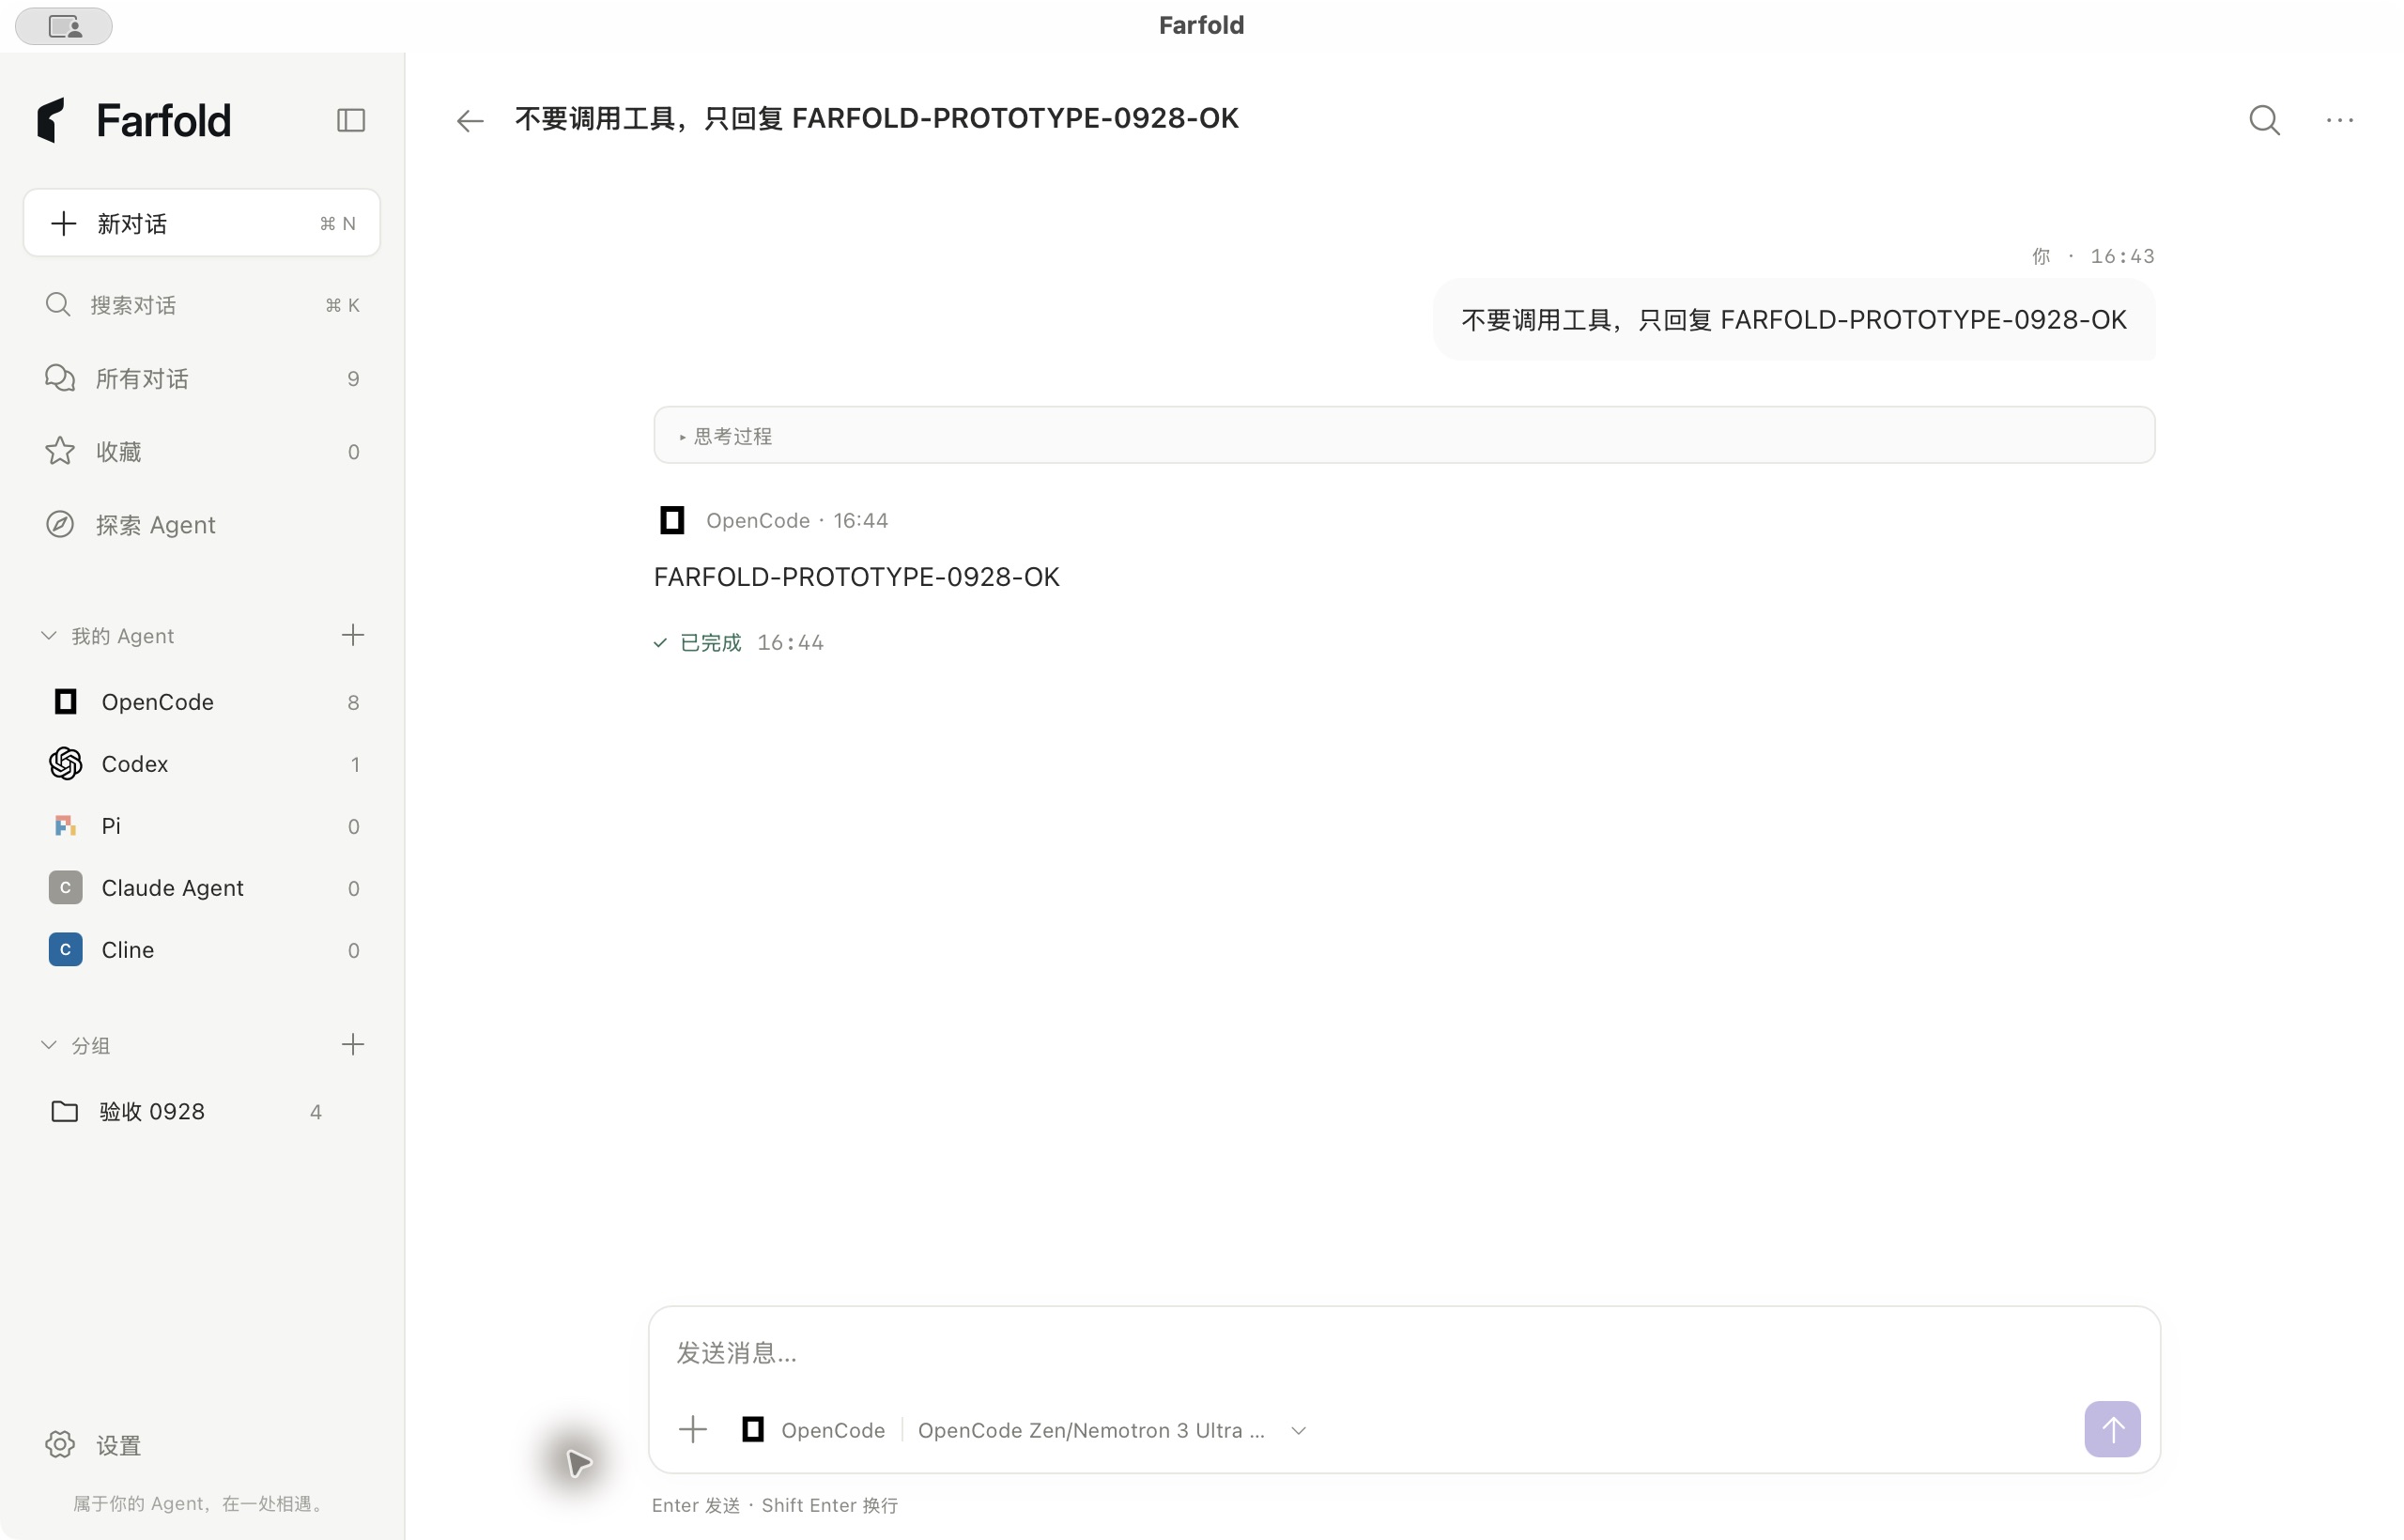 Farfold
Farfold
新对话 ⌘ N
搜索对话 ⌘ K
所有对话 9
收藏 0
探索 Agent
我的 Agent
OpenCode 8
Codex 1
Pi 0
C Claude Agent 0
C Cline 0
分组
验收 0928 4
设置
属于你的 Agent，在一处相遇。
不要调用工具，只回复 FARFOLD-PROTOTYPE-0928-OK
你 · 16:43
不要调用工具，只回复 FARFOLD-PROTOTYPE-0928-OK
思考过程
OpenCode · 16:44
FARFOLD-PROTOTYPE-0928-OK
已完成 16:44
发送消息...
OpenCode OpenCode Zen/Nemotron 3 Ultra ...
Enter 发送 · Shift Enter 换行